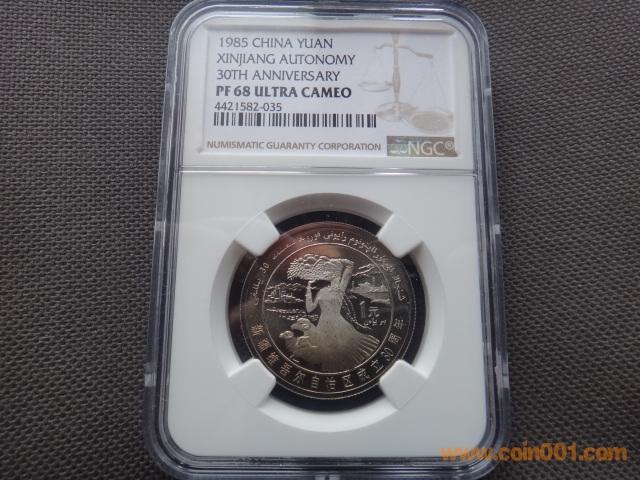 1985 CHINA YUAN
XINJIANG AUTONOMY
30TH ANNIVERSARY
PF 68 ULTRA CAMEO
4421582-035
NUMISMATIC GUARANTY CORPORATION
NGC®
1元
新疆维吾尔自治区成立30周年
www.coin001.com